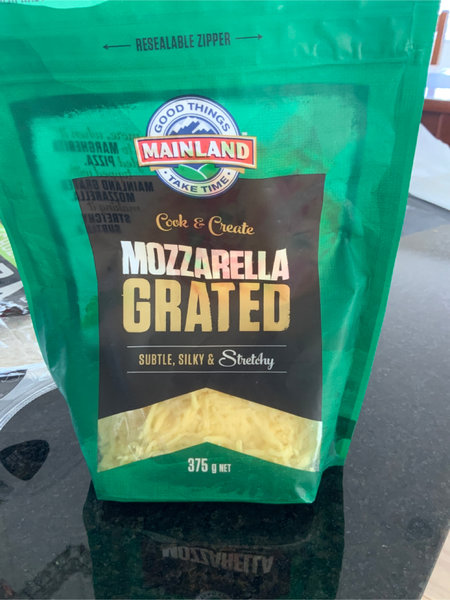 RESEALABLE ZIPPER
GOOD THINGS
MAINLAND
TAKE TIME
Cook & Create
MOZZARELLA
GRATED
SUBTLE, SILKY & Stretchy
375 g NET